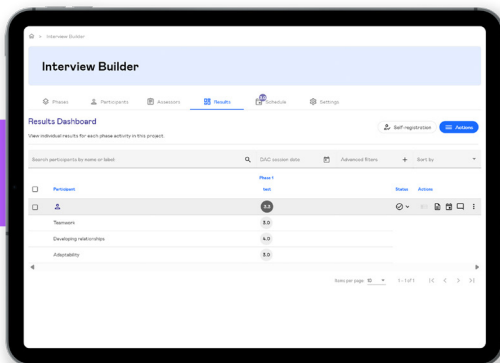 > Interview Builder
Interview Builder
Phases Participants Assessors Results Schedule Settings
Results Dashboard
View individual results for each phase activity in this project.
Self-registration Actions
Search participants by name or label DAC session date Advanced filters + Sort by
Phase 1
Participant test Status Actions
3.3
Teamwork 3.0
Developing relationships 4.0
Adaptability 3.0
Items per page: 10 1 – 1 of 1